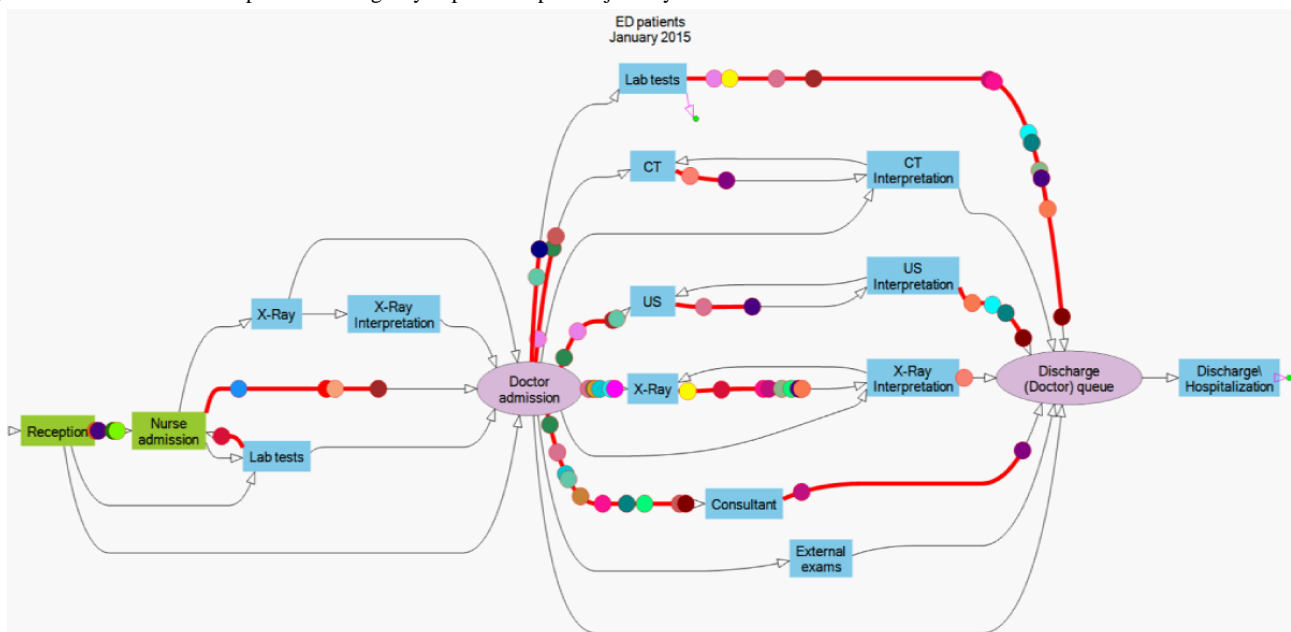 ED patients
January 2015
Lab tests
CT
CT
Interpretation
US
US
Interpretation
X-Ray
X-Ray
Interpretation
Doctor
admission
X-Ray
X-Ray
Interpretation
Discharge
(Doctor) queue
Discharge\
Hospitalization
Reception
Nurse
admission
Lab tests
Consultant
External
exams